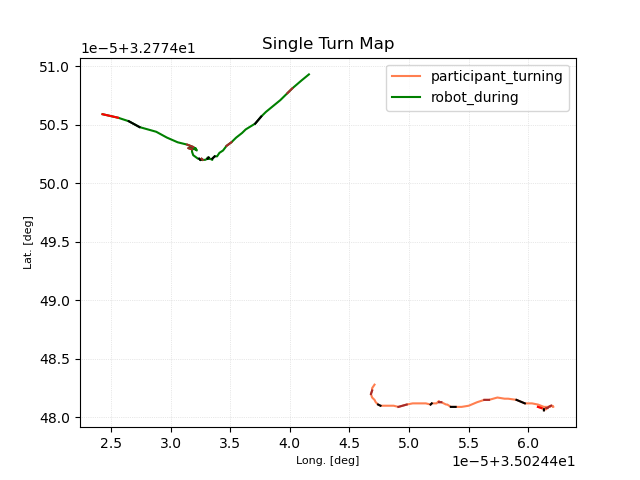 Single Turn Map
1e−5+3.2774e1
participant_turning
robot_during
51.0
50.5
50.0
49.5
49.0
48.5
48.0
Lat. [deg]
2.5 3.0 3.5 4.0 4.5 5.0 5.5 6.0
Long. [deg]
1e−5+3.50244e1